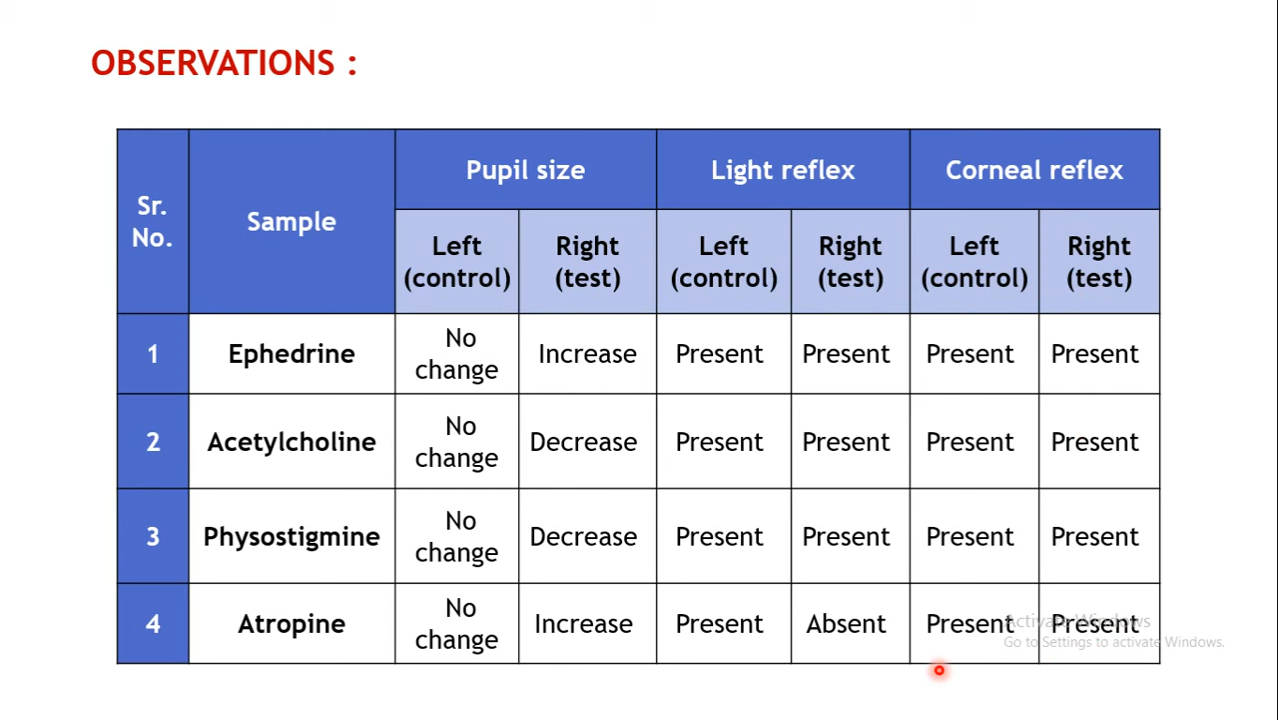 OBSERVATIONS :
Sr. No. Sample Pupil size Light reflex Corneal reflex
Left (control) Right (test) Left (control) Right (test) Left (control) Right (test)
1 Ephedrine No change Increase Present Present Present Present
2 Acetylcholine No change Decrease Present Present Present Present
3 Physostigmine No change Decrease Present Present Present Present
4 Atropine No change Increase Present Absent Present Present
Activate Windows
Go to Settings to activate Windows.